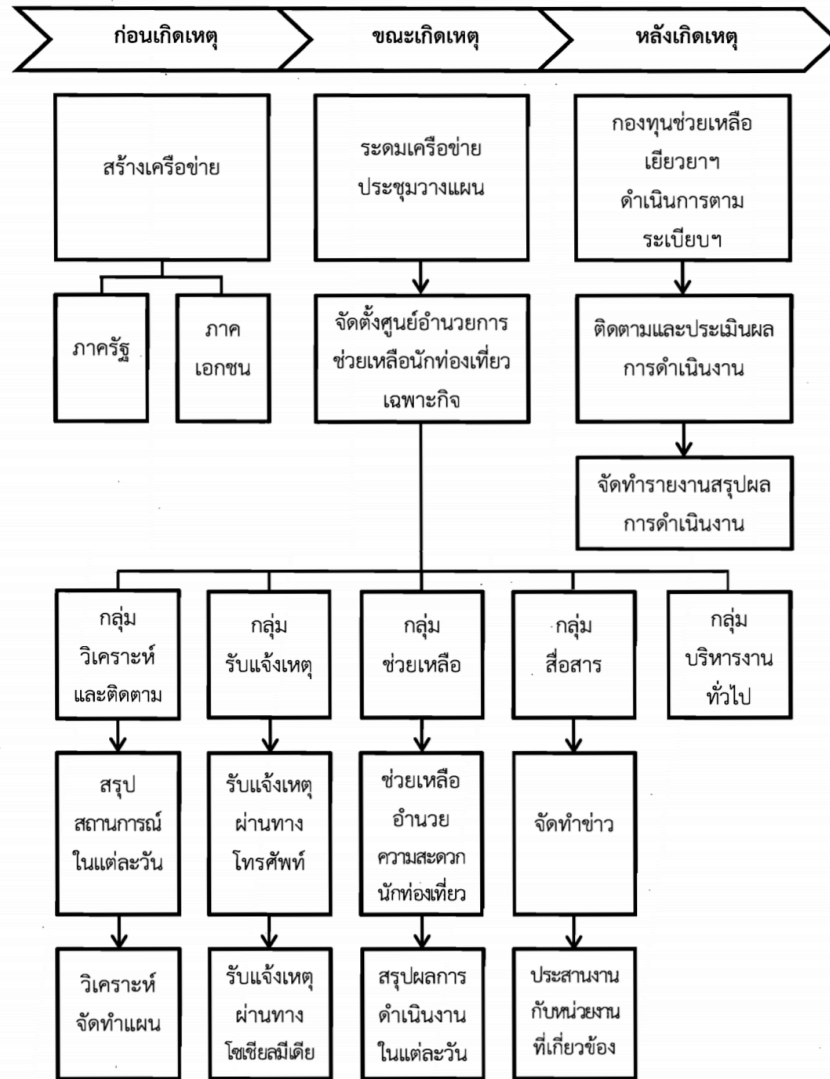 ก่อนเกิดเหตุ
ขณะเกิดเหตุ
หลังเกิดเหตุ
สร้างเครือข่าย
ภาครัฐ
ภาค
เอกชน
ระดมเครือข่าย
ประชุมวางแผน
จัดตั้งศูนย์อำนวยการ
ช่วยเหลือนักท่องเที่ยว
เฉพาะกิจ
กองทุนช่วยเหลือ
เยียวยาฯ
ดำเนินการตาม
ระเบียบฯ
ติดตามและประเมินผล
การดำเนินงาน
จัดทำรายงานสรุปผล
การดำเนินงาน
กลุ่ม
วิเคราะห์
และติดตาม
สรุป
สถานการณ์
ในแต่ละวัน
วิเคราะห์
จัดทำแผน
กลุ่ม
รับแจ้งเหตุ
รับแจ้งเหตุ
ผ่านทาง
โทรศัพท์
รับแจ้งเหตุ
ผ่านทาง
โซเชียลมีเดีย
กลุ่ม
ช่วยเหลือ
ช่วยเหลือ
อำนวย
ความสะดวก
นักท่องเที่ยว
สรุปผลการ
ดำเนินงาน
ในแต่ละวัน
กลุ่ม
สื่อสาร
จัดทำข่าว
ประสานงาน
กับหน่วยงาน
ที่เกี่ยวข้อง
กลุ่ม
บริหารงาน
ทั่วไป